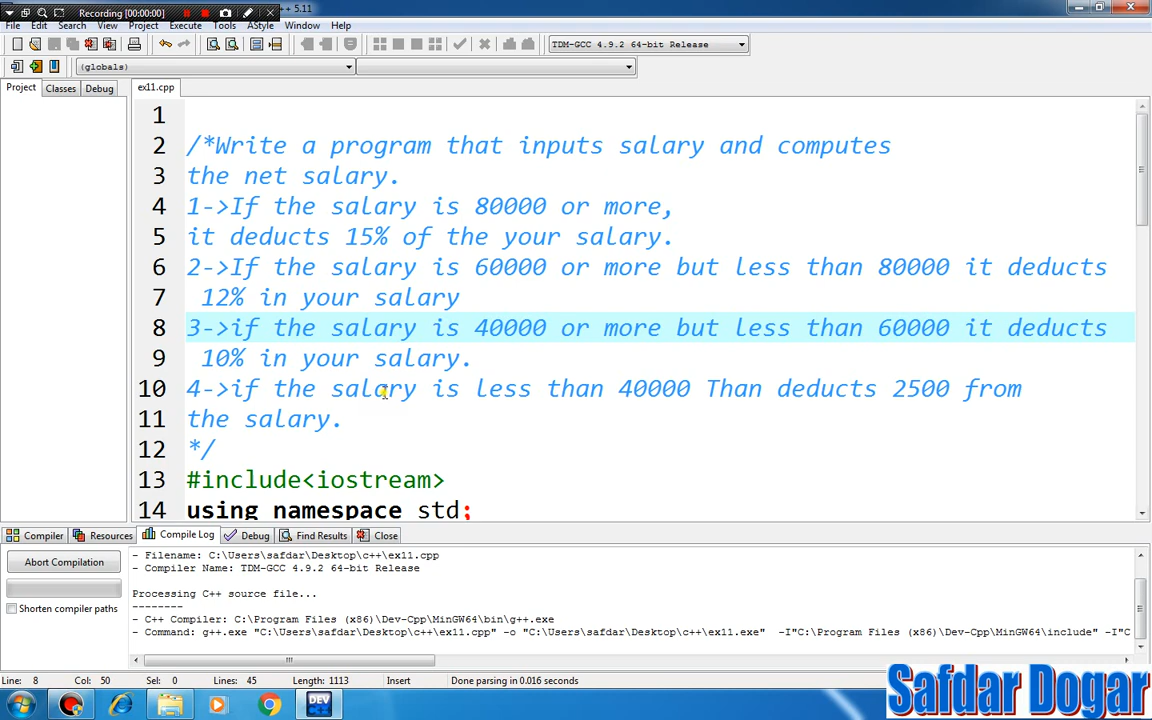 Recording [00:00:00]
++ 5.11
File Edit Search View Project Execute Tools AStyle Window Help
TDM-GCC 4.9.2 64-bit Release
(globals)
Project Classes Debug
ex11.cpp
1
2 /*Write a program that inputs salary and computes
3 the net salary.
4 1->If the salary is 80000 or more,
5 it deducts 15% of the your salary.
6 2->If the salary is 60000 or more but less than 80000 it deducts
7 12% in your salary
8 3->if the salary is 40000 or more but less than 60000 it deducts
9 10% in your salary.
10 4->if the salary is less than 40000 Than deducts 2500 from
11 the salary.
12 */
13 #include<iostream>
14 using namespace std;
Compiler Resources Compile Log Debug Find Results Close
Abort Compilation
Shorten compiler paths
- Filename: C:\Users\safdar\Desktop\c++\ex11.cpp
- Compiler Name: TDM-GCC 4.9.2 64-bit Release
Processing C++ source file...
--------
- C++ Compiler: C:\Program Files (x86)\Dev-Cpp\MinGW64\bin\g++.exe
- Command: g++.exe "C:\Users\safdar\Desktop\c++\ex11.cpp" -o "C:\Users\safdar\Desktop\c++\ex11.exe" -I"C:\Program Files (x86)\Dev-Cpp\MinGW64\include" -I"C
Line: 8 Col: 50 Sel: 0 Lines: 45 Length: 1113 Insert Done parsing in 0.016 seconds
DEV
Safdar Dogar